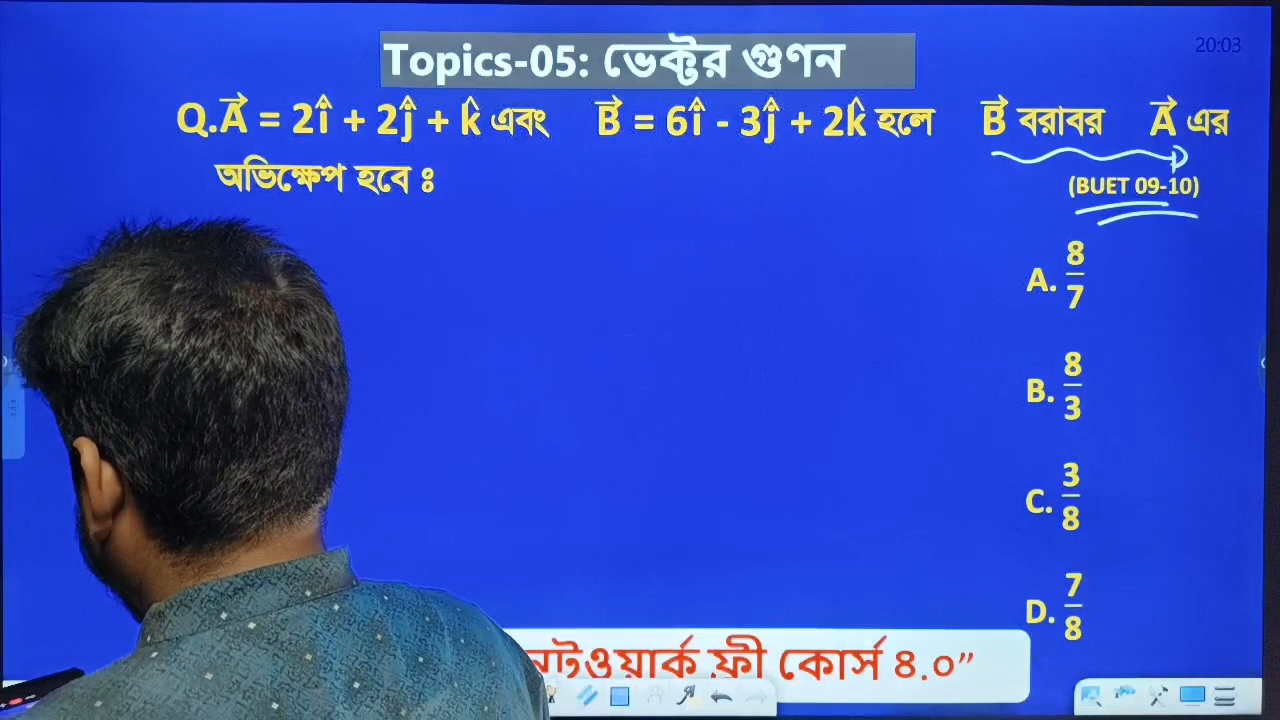 20:03
Topics-05: ভেক্টর গুণন
Q.A⃗ = 2î + 2ĵ + k̂ এবং B⃗ = 6î - 3ĵ + 2k̂ হলে B⃗ বরাবর A⃗ এর
অভিক্ষেপ হবে ঃ
(BUET 09-10)
A. 8/7
B. 8/3
C. 3/8
D. 7/8
ফ্রী কোর্স ৪.০”